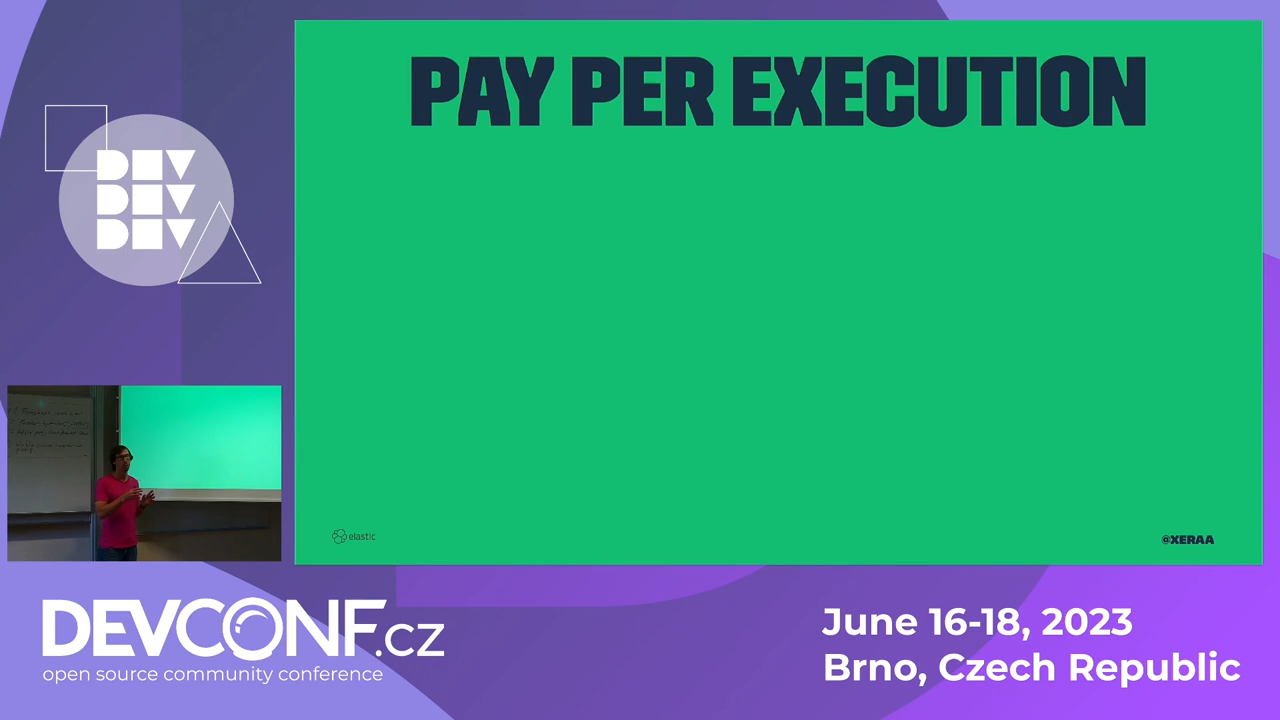 PAY PER EXECUTION
elastic
@XERAA
DEVCONF.cz
open source community conference
June 16-18, 2023
Brno, Czech Republic